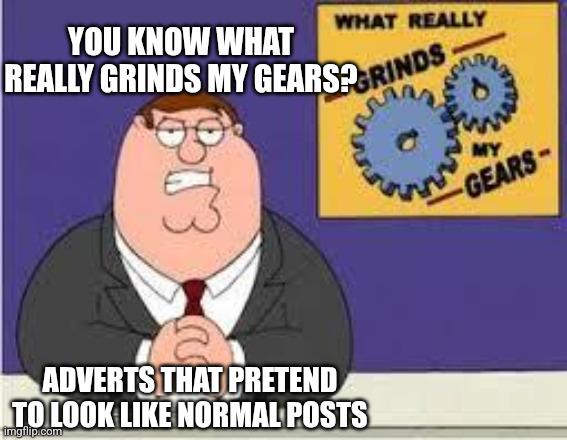 YOU KNOW WHAT
REALLY GRINDS MY GEARS?
WHAT REALLY
GRINDS
MY
GEARS
ADVERTS THAT PRETEND
TO LOOK LIKE NORMAL POSTS
imgflip.com